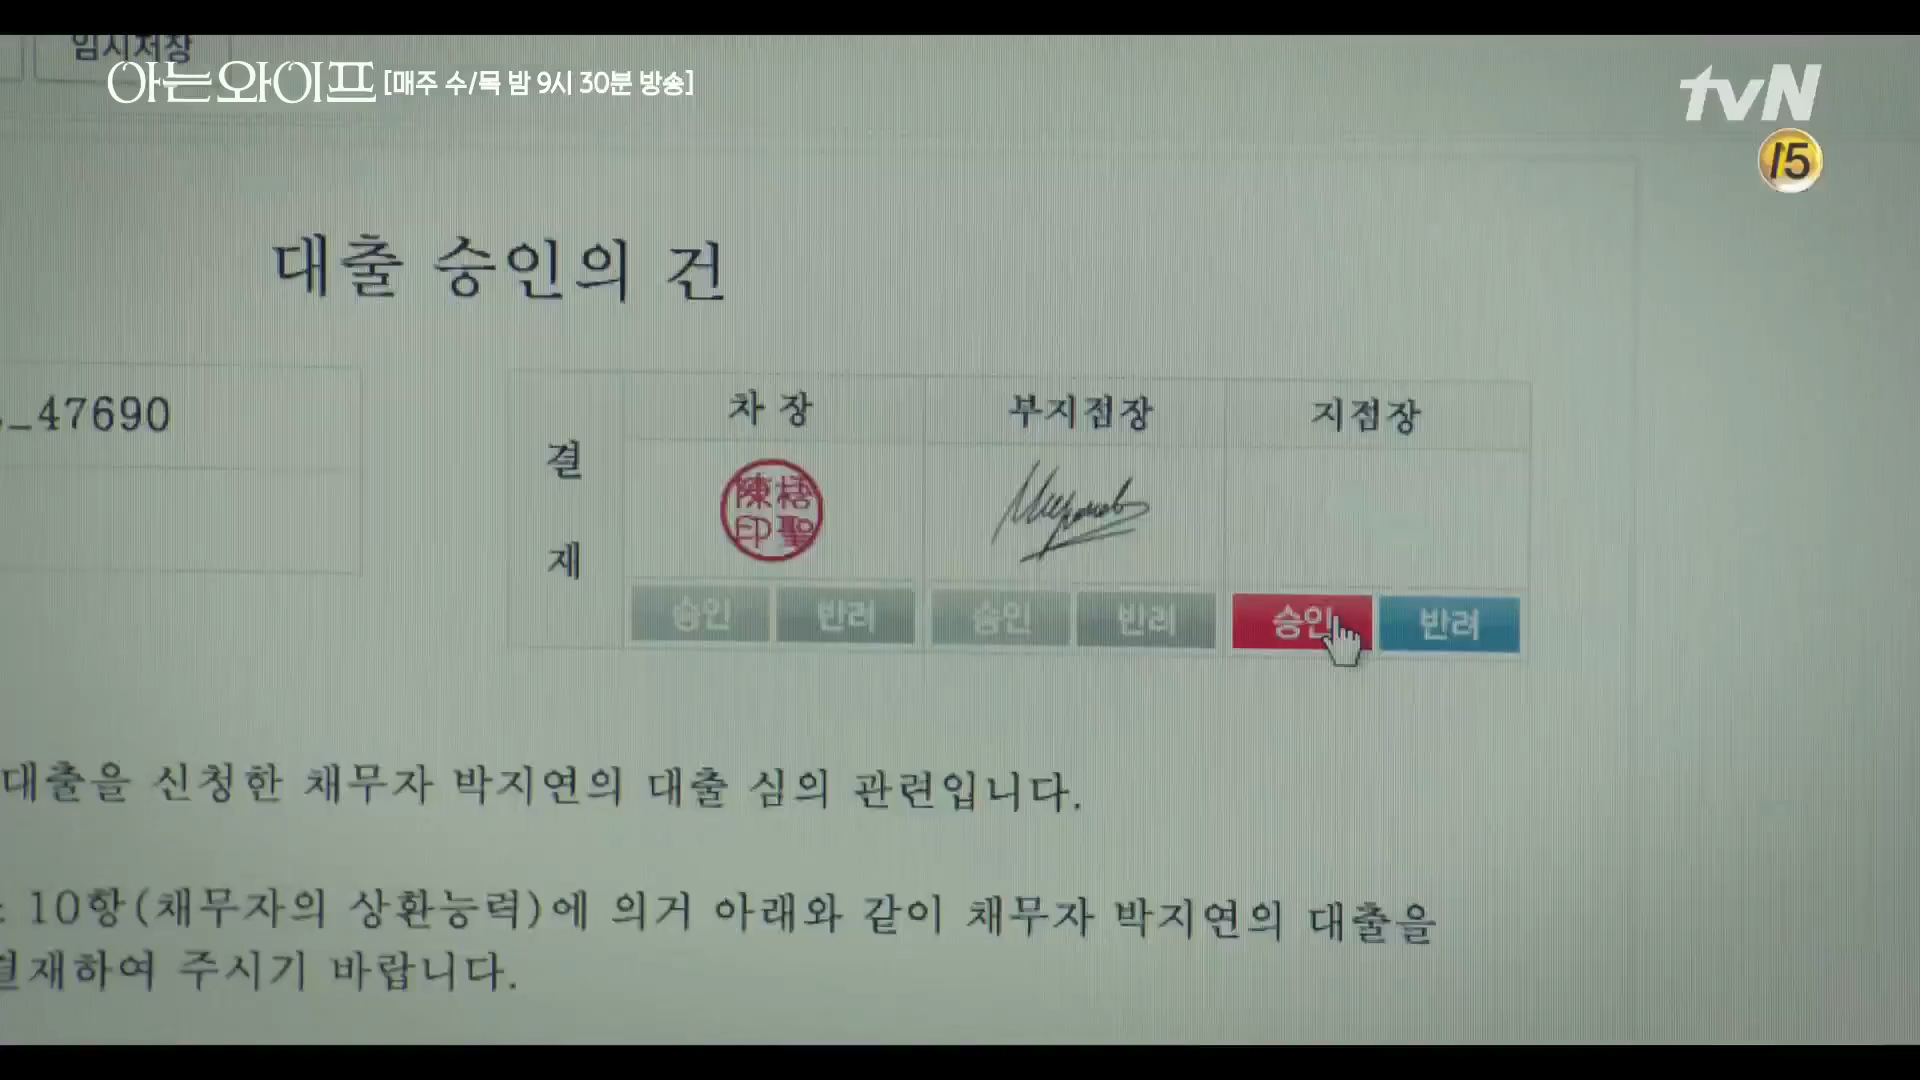 임시저장
아는 와이프 [매주 수/목 밤 9시 30분 방송]
tvN
15
대출 승인의 건
_47690
결재
차장
부지점장
지점장
승인 반려 승인 반려 승인 반려
대출을 신청한 채무자 박지연의 대출 심의 관련입니다.
10항(채무자의 상환능력)에 의거 아래와 같이 채무자 박지연의 대출을
결재하여 주시기 바랍니다.